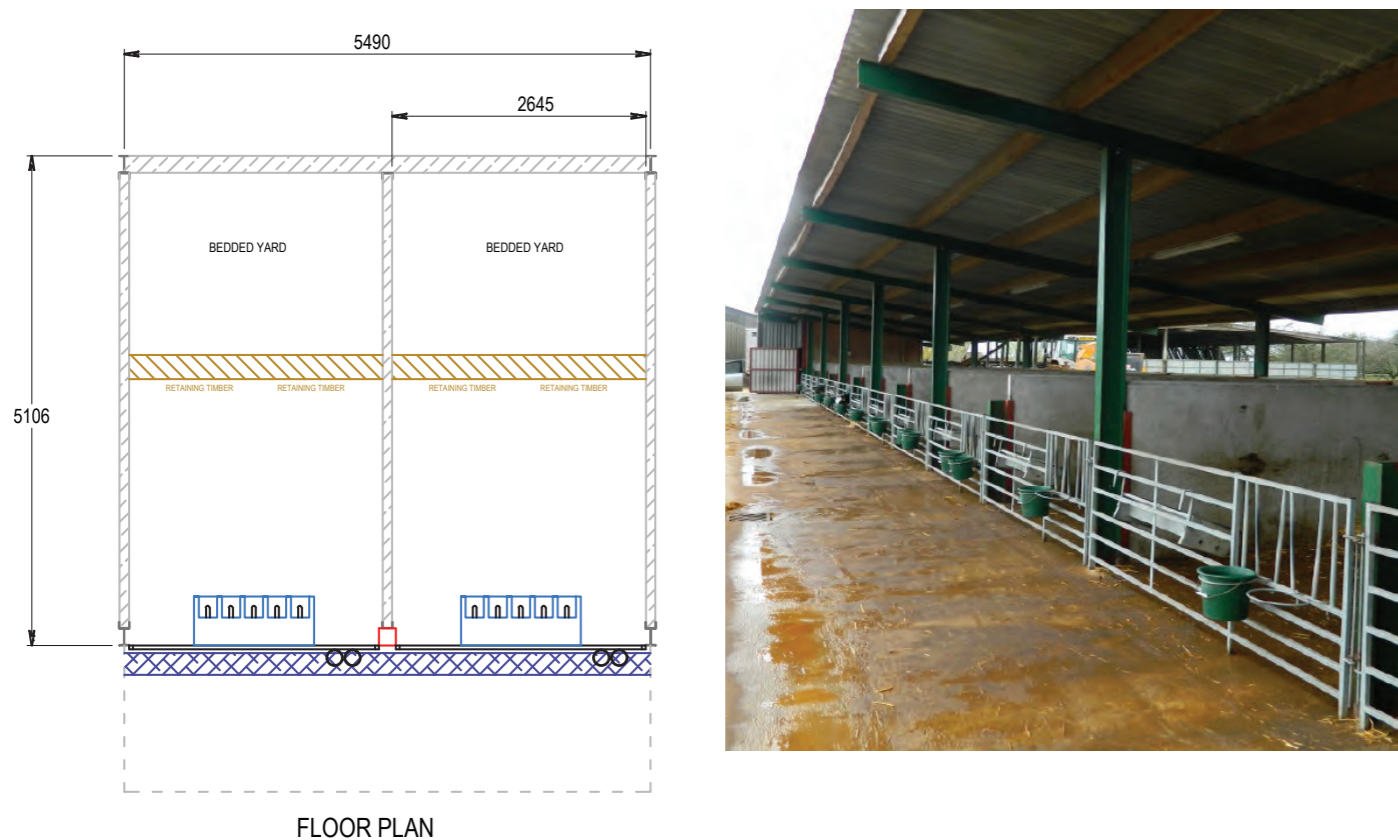 5490
2645
5106
BEDDED YARD
BEDDED YARD
RETAINING TIMBER
RETAINING TIMBER
RETAINING TIMBER
RETAINING TIMBER
FLOOR PLAN